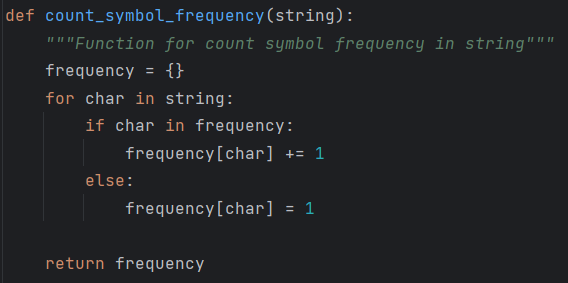 def count_symbol_frequency(string):
    """Function for count symbol frequency in string"""
    frequency = {}
    for char in string:
        if char in frequency:
            frequency[char] += 1
        else:
            frequency[char] = 1

    return frequency